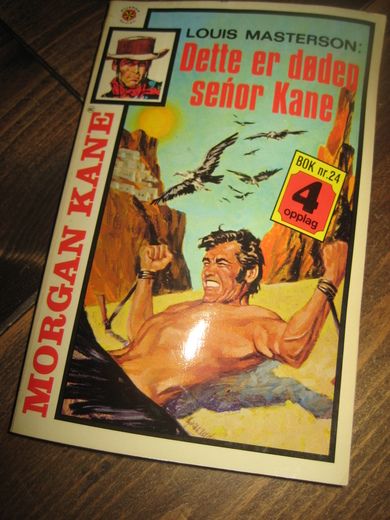 LOUIS MASTERSON:
Dette er døden
señor Kane
BOK nr.24
4
opplag
MORGAN KANE